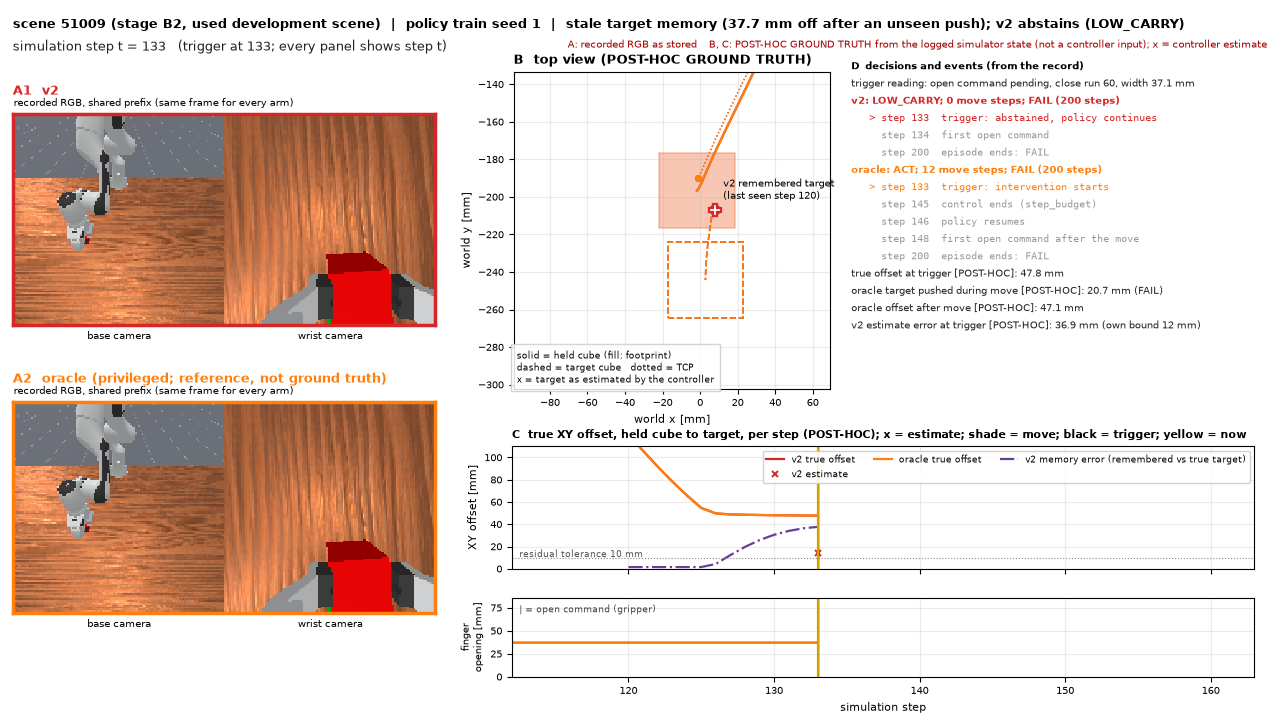 scene 51009 (stage B2, used development scene) | policy train seed 1 | stale target memory (37.7 mm off after an unseen push); v2 abstains (LOW_CARRY)
simulation step t = 133 (trigger at 133; every panel shows step t)
A: recorded RGB as stored B, C: POST-HOC GROUND TRUTH from the logged simulator state (not a controller input); x = controller estimate
A1 v2
recorded RGB, shared prefix (same frame for every arm)
base camera
wrist camera
A2 oracle (privileged; reference, not ground truth)
recorded RGB, shared prefix (same frame for every arm)
base camera
wrist camera
B top view (POST-HOC GROUND TRUTH)
−140
−160
−180
−200
−220
−240
−260
−280
−300
world y [mm]
v2 remembered target
(last seen step 120)
solid = held cube (fill: footprint)
dashed = target cube dotted = TCP
x = target as estimated by the controller
−80
−60
−40
−20
0
20
40
60
world x [mm]
D decisions and events (from the record)
trigger reading: open command pending, close run 60, width 37.1 mm
v2: LOW_CARRY; 0 move steps; FAIL (200 steps)
> step 133 trigger: abstained, policy continues
step 134 first open command
step 200 episode ends: FAIL
oracle: ACT; 12 move steps; FAIL (200 steps)
> step 133 trigger: intervention starts
step 145 control ends (step_budget)
step 146 policy resumes
step 148 first open command after the move
step 200 episode ends: FAIL
true offset at trigger [POST-HOC]: 47.8 mm
oracle target pushed during move [POST-HOC]: 20.7 mm (FAIL)
oracle offset after move [POST-HOC]: 47.1 mm
v2 estimate error at trigger [POST-HOC]: 36.9 mm (own bound 12 mm)
C true XY offset, held cube to target, per step (POST-HOC); x = estimate; shade = move; black = trigger; yellow = now
100
80
60
40
20
0
XY offset [mm]
v2 true offset
oracle true offset
v2 memory error (remembered vs true target)
v2 estimate
residual tolerance 10 mm
75
50
25
0
finger
opening [mm]
| = open command (gripper)
120
130
140
150
160
simulation step